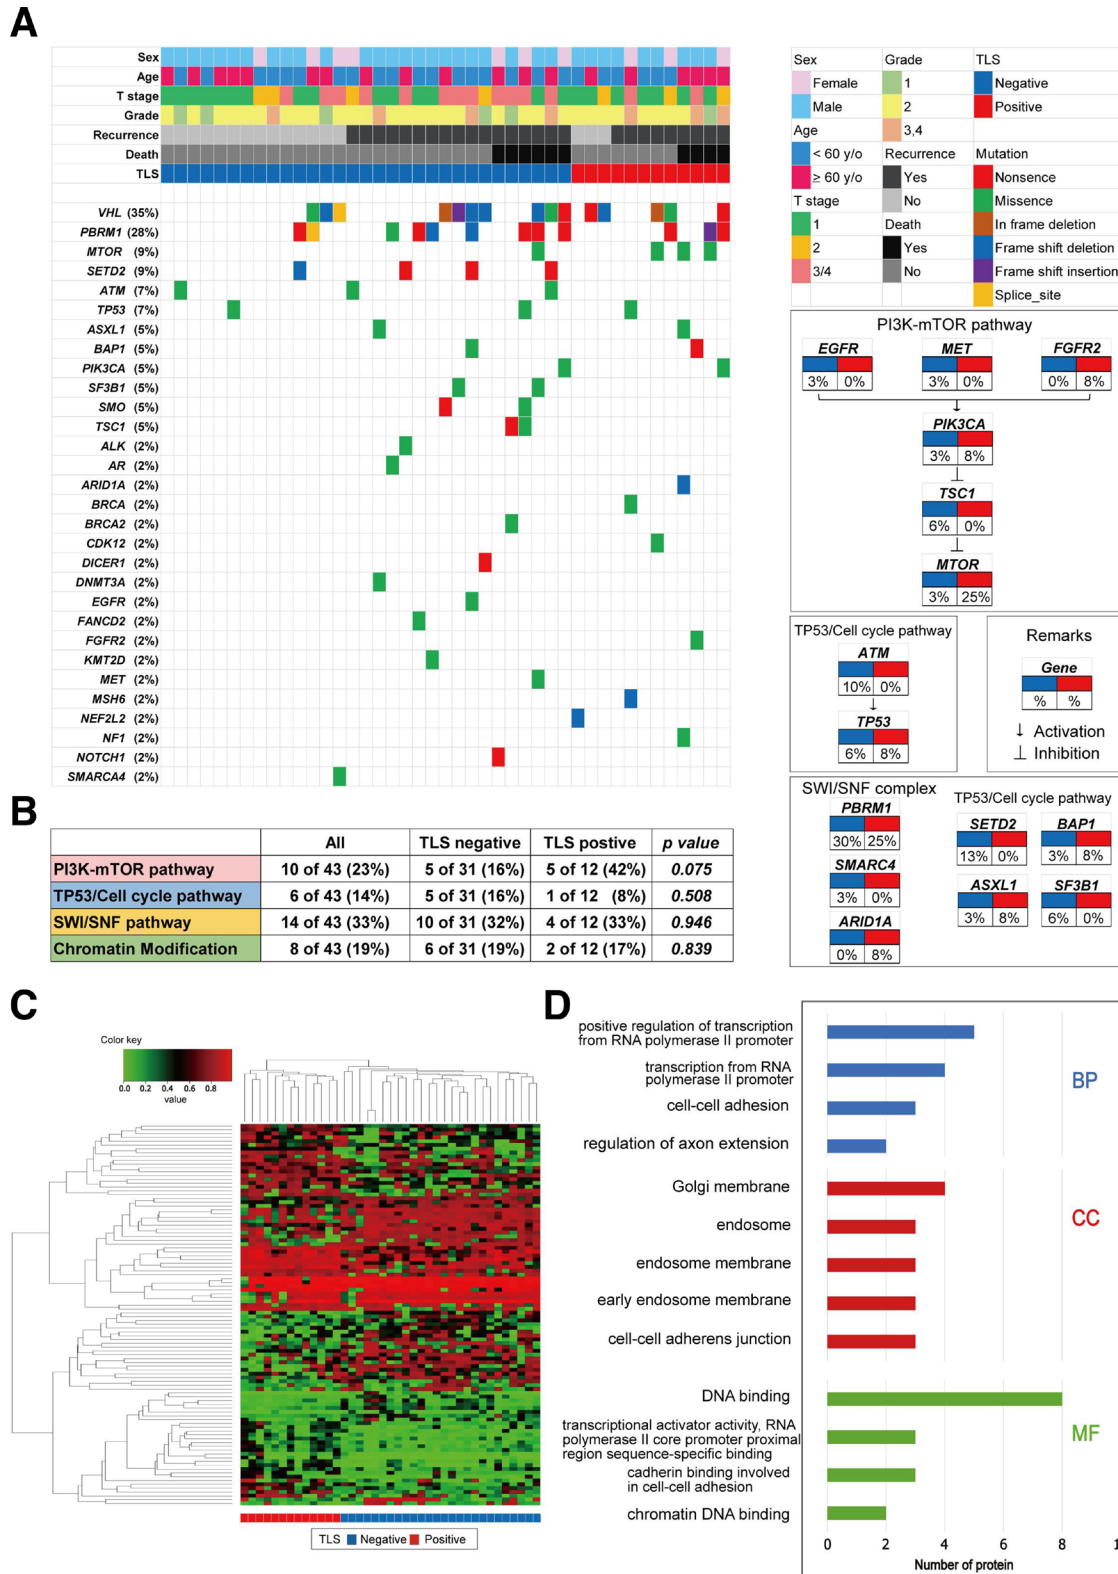 A
Sex
Age
T stage
Grade
Recurrence
Death
TLS
VHL (35%)
PBRM1 (28%)
MTOR (9%)
SETD2 (9%)
ATM (7%)
TP53 (7%)
ASXL1 (5%)
BAP1 (5%)
PIK3CA (5%)
SF3B1 (5%)
SMO (5%)
TSC1 (5%)
ALK (2%)
AR (2%)
ARID1A (2%)
BRCA (2%)
BRCA2 (2%)
CDK12 (2%)
DICER1 (2%)
DNMT3A (2%)
EGFR (2%)
FANCD2 (2%)
FGFR2 (2%)
KMT2D (2%)
MET (2%)
MSH6 (2%)
NEF2L2 (2%)
NF1 (2%)
NOTCH1 (2%)
SMARCA4 (2%)
Sex Grade TLS
Female 1 Negative
Male 2 Positive
Age 3,4
< 60 y/o Recurrence Mutation
≥ 60 y/o Yes Nonsence
T stage No Missence
1 Death In frame deletion
2 Yes Frame shift deletion
3/4 No Frame shift insertion
Splice_site
PI3K-mTOR pathway
EGFR MET FGFR2
3% 0% 3% 0% 0% 8%
PIK3CA
3% 8%
TSC1
6% 0%
MTOR
3% 25%
TP53/Cell cycle pathway
ATM
10% 0%
TP53
6% 8%
Remarks
Gene
% %
↓ Activation
⊥ Inhibition
SWI/SNF complex
PBRM1
30% 25%
SMARC4
3% 0%
ARID1A
0% 8%
TP53/Cell cycle pathway
SETD2 BAP1
13% 0% 3% 8%
ASXL1 SF3B1
3% 8% 6% 0%
B
All TLS negative TLS postive p value
PI3K-mTOR pathway 10 of 43 (23%) 5 of 31 (16%) 5 of 12 (42%) 0.075
TP53/Cell cycle pathway 6 of 43 (14%) 5 of 31 (16%) 1 of 12 (8%) 0.508
SWI/SNF pathway 14 of 43 (33%) 10 of 31 (32%) 4 of 12 (33%) 0.946
Chromatin Modification 8 of 43 (19%) 6 of 31 (19%) 2 of 12 (17%) 0.839
C
Color key
0.0 0.2 0.4 0.6 0.8
value
TLS Negative Positive
D
positive regulation of transcription
from RNA polymerase II promoter
transcription from RNA
polymerase II promoter
cell-cell adhesion
regulation of axon extension
BP
Golgi membrane
endosome
endosome membrane
early endosome membrane
cell-cell adherens junction
CC
DNA binding
transcriptional activator activity, RNA
polymerase II core promoter proximal
region sequence-specific binding
cadherin binding involved
in cell-cell adhesion
chromatin DNA binding
MF
0 2 4 6 8
Number of protein